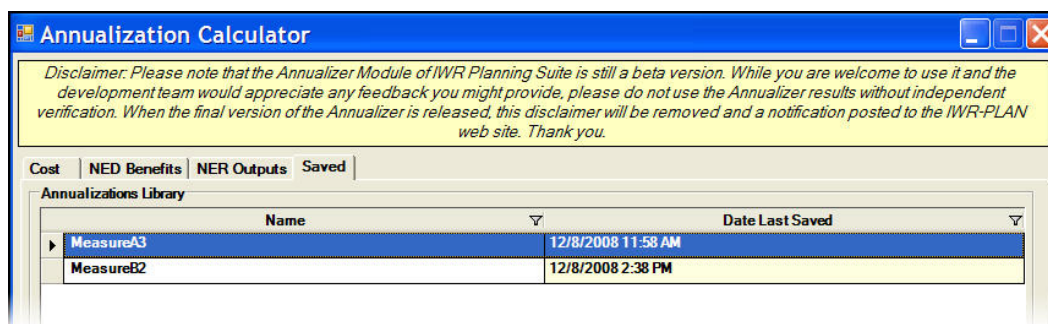 Annualization Calculator
Disclaimer: Please note that the Annualizer Module of IWR Planning Suite is still a beta version. While you are welcome to use it and the
development team would appreciate any feedback you might provide, please do not use the Annualizer results without independent
verification. When the final version of the Annualizer is released, this disclaimer will be removed and a notification posted to the IWR-PLAN
web site. Thank you.
Cost NED Benefits NER Outputs Saved
Annualizations Library
Name Date Last Saved
MeasureA3 12/8/2008 11:58 AM
MeasureB2 12/8/2008 2:38 PM